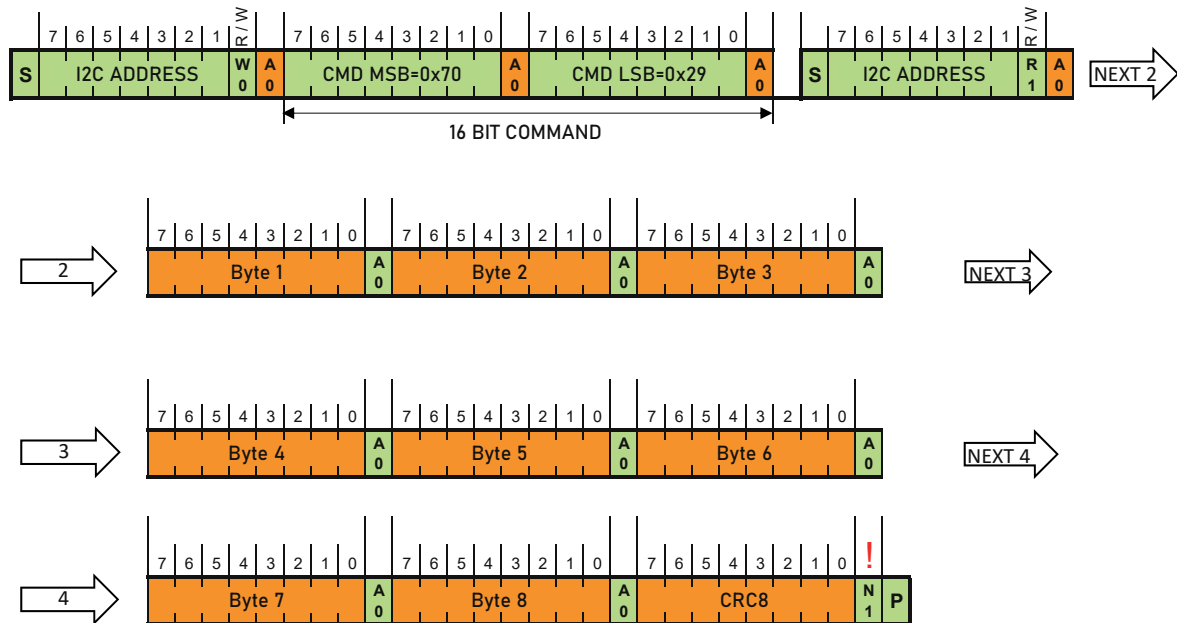 7 6 5 4 3 2 1 R / W 7 6 5 4 3 2 1 0 7 6 5 4 3 2 1 0 7 6 5 4 3 2 1 R / W
S I2C ADDRESS W 0 A 0 CMD MSB=0x70 A 0 CMD LSB=0x29 A 0 S I2C ADDRESS R 1 A 0 NEXT 2
16 BIT COMMAND
7 6 5 4 3 2 1 0 7 6 5 4 3 2 1 0 7 6 5 4 3 2 1 0
2 Byte 1 A 0 Byte 2 A 0 Byte 3 A 0 NEXT 3
7 6 5 4 3 2 1 0 7 6 5 4 3 2 1 0 7 6 5 4 3 2 1 0
3 Byte 4 A 0 Byte 5 A 0 Byte 6 A 0 NEXT 4
7 6 5 4 3 2 1 0 7 6 5 4 3 2 1 0 7 6 5 4 3 2 1 0 !
4 Byte 7 A 0 Byte 8 A 0 CRC8 N 1 P